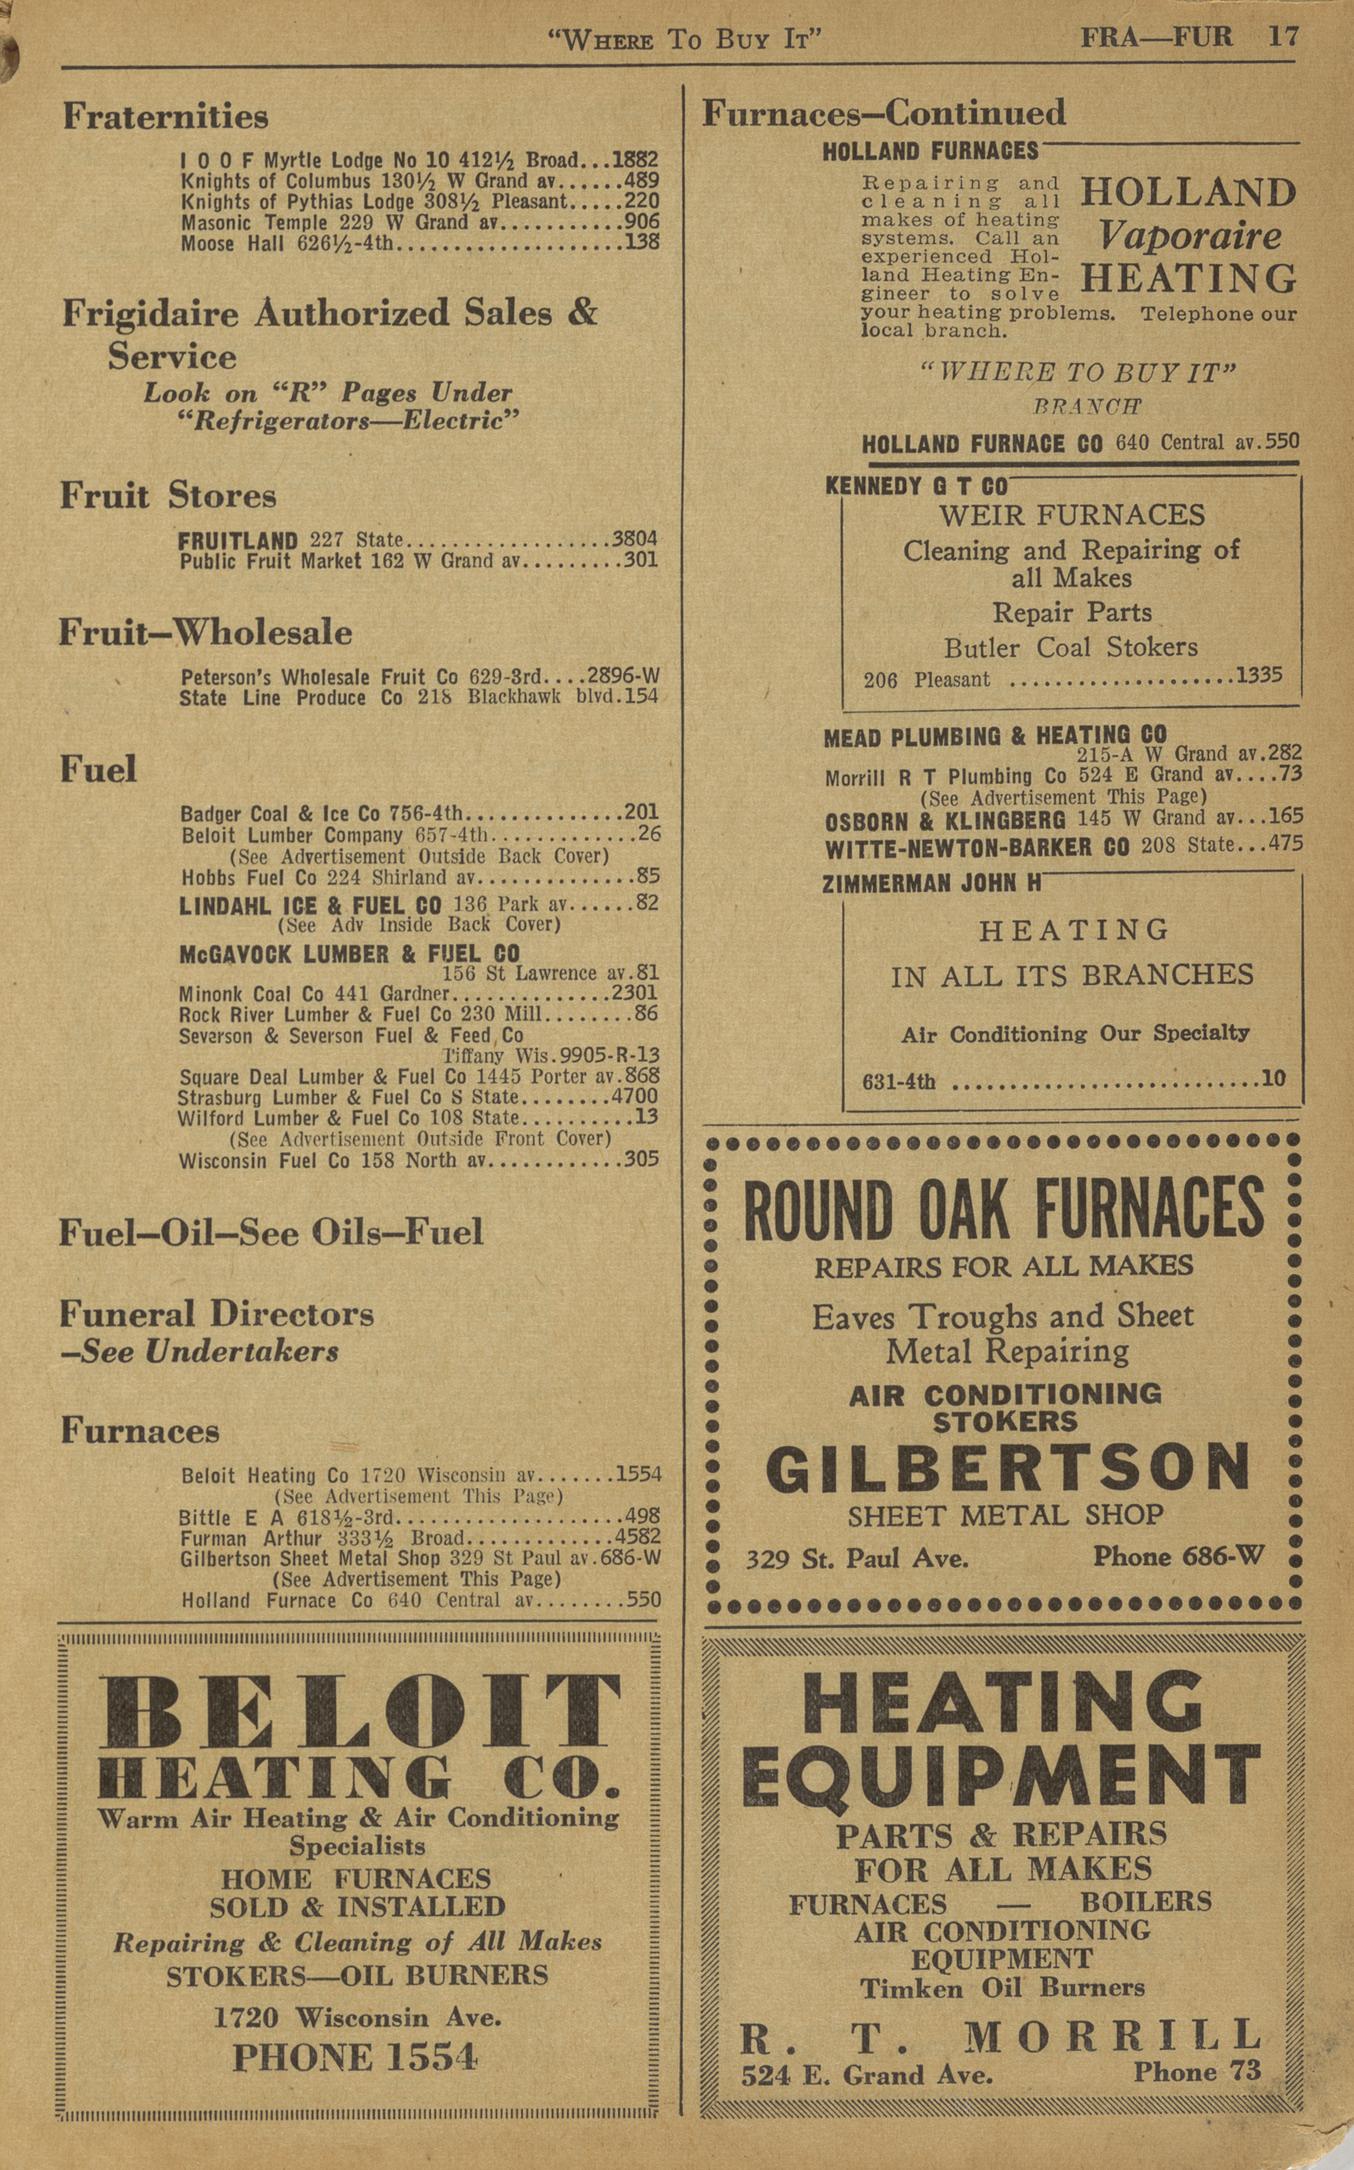 “Where To Buy It” FRA—FUR 17
Fraternities
I O O F Myrtle Lodge No 10 412½ Broad...1882
Knights of Columbus 130½ W Grand av......489
Knights of Pythias Lodge 308½ Pleasant.....220
Masonic Temple 229 W Grand av...........906
Moose Hall 626½-4th....................138
Frigidaire Authorized Sales &
Service
Look on “R” Pages Under
“Refrigerators—Electric”
Fruit Stores
FRUITLAND 227 State..................3804
Public Fruit Market 162 W Grand av.........301
Fruit—Wholesale
Peterson's Wholesale Fruit Co 629-3rd....2896-W
State Line Produce Co 218 Blackhawk blvd.154
Fuel
Badger Coal & Ice Co 756-4th..............201
Beloit Lumber Company 657-4th.............26
(See Advertisement Outside Back Cover)
Hobbs Fuel Co 224 Shirland av..............85
LINDAHL ICE & FUEL CO 136 Park av......82
(See Adv Inside Back Cover)
McGAVOCK LUMBER & FUEL CO
156 St Lawrence av.81
Minonk Coal Co 441 Gardner..............2301
Rock River Lumber & Fuel Co 230 Mill........86
Severson & Severson Fuel & Feed Co
Tiffany Wis.9905-R-13
Square Deal Lumber & Fuel Co 1445 Porter av.868
Strasburg Lumber & Fuel Co S State........4700
Wilford Lumber & Fuel Co 108 State..........13
(See Advertisement Outside Front Cover)
Wisconsin Fuel Co 158 North av............305
Fuel—Oil—See Oils—Fuel
Funeral Directors
—See Undertakers
Furnaces
Beloit Heating Co 1720 Wisconsin av.......1554
(See Advertisement This Page)
Bittle E A 618½-3rd....................498
Furman Arthur 333½ Broad.............4582
Gilbertson Sheet Metal Shop 329 St Paul av.686-W
(See Advertisement This Page)
Holland Furnace Co 640 Central av........550
BELOIT
HEATING CO.
Warm Air Heating & Air Conditioning
Specialists
HOME FURNACES
SOLD & INSTALLED
Repairing & Cleaning of All Makes
STOKERS—OIL BURNERS
1720 Wisconsin Ave.
PHONE 1554
Furnaces—Continued
HOLLAND FURNACES
Repairing and
cleaning all
makes of heating
systems. Call an
experienced Hol-
land Heating En-
gineer to solve
your heating problems. Telephone our
local branch.
HOLLAND
Vaporaire
HEATING
“WHERE TO BUY IT”
BRANCH
HOLLAND FURNACE CO 640 Central av.550
KENNEDY G T CO
WEIR FURNACES
Cleaning and Repairing of
all Makes
Repair Parts
Butler Coal Stokers
206 Pleasant ....................1335
MEAD PLUMBING & HEATING CO
215-A W Grand av.282
Morrill R T Plumbing Co 524 E Grand av....73
(See Advertisement This Page)
OSBORN & KLINGBERG 145 W Grand av...165
WITTE-NEWTON-BARKER CO 208 State...475
ZIMMERMAN JOHN H
HEATING
IN ALL ITS BRANCHES
Air Conditioning Our Specialty
631-4th ...........................10
ROUND OAK FURNACES
REPAIRS FOR ALL MAKES
Eaves Troughs and Sheet
Metal Repairing
AIR CONDITIONING
STOKERS
GILBERTSON
SHEET METAL SHOP
329 St. Paul Ave. Phone 686-W
HEATING
EQUIPMENT
PARTS & REPAIRS
FOR ALL MAKES
FURNACES — BOILERS
AIR CONDITIONING
EQUIPMENT
Timken Oil Burners
R. T. MORRILL
524 E. Grand Ave. Phone 73